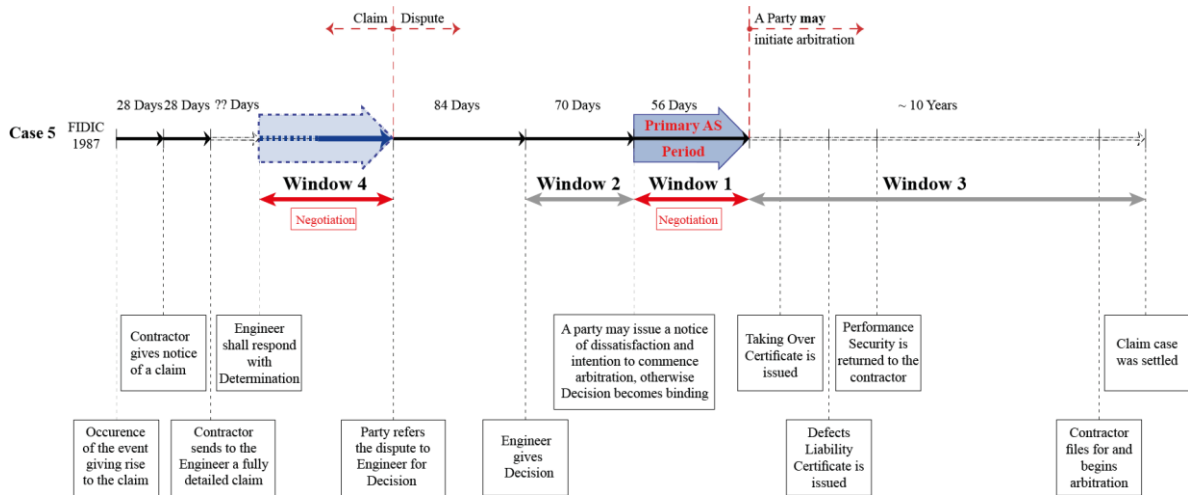 Claim
Dispute
A Party may
initiate arbitration
28 Days
28 Days
?? Days
84 Days
70 Days
56 Days
~ 10 Years
Case 5
FIDIC
1987
Primary AS
Period
Window 4
Window 2
Window 1
Window 3
Negotiation
Negotiation
Contractor
gives notice
of a claim
Engineer
shall respond
with
Determination
A party may issue a notice
of dissatisfaction and
intention to commence
arbitration, otherwise
Decision becomes binding
Taking Over
Certificate is
issued
Performance
Security is
returned to the
contractor
Claim case
was settled
Occurence
of the event
giving rise
to the claim
Contractor
sends to the
Engineer a fully
detailed claim
Party refers
the dispute to
Engineer for
Decision
Engineer
gives
Decision
Defects
Liability
Certificate is
issued
Contractor
files for and
begins
arbitration